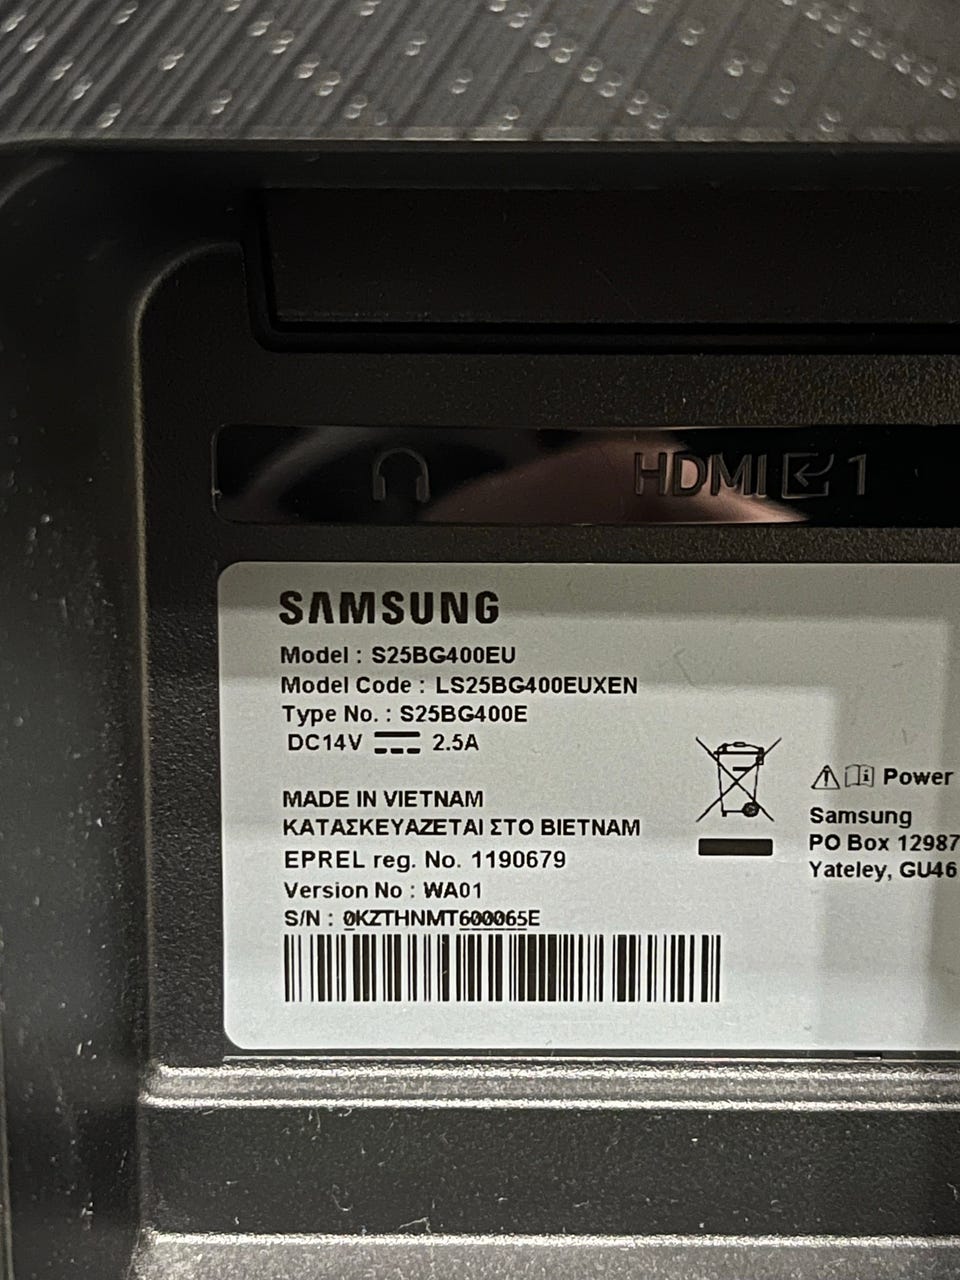 HDMI 1
SAMSUNG
Model : S25BG400EU
Model Code : LS25BG400EUXEN
Type No. : S25BG400E
DC14V 2.5A
MADE IN VIETNAM
ΚΑΤΑΣΚΕΥΑΖΕΤΑΙ ΣΤΟ ΒΙΕΤΝΑΜ
EPREL reg. No. 1190679
Version No : WA01
S/N : 0KZTHNMT600065E
Power
Samsung
PO Box 12987
Yateley, GU46